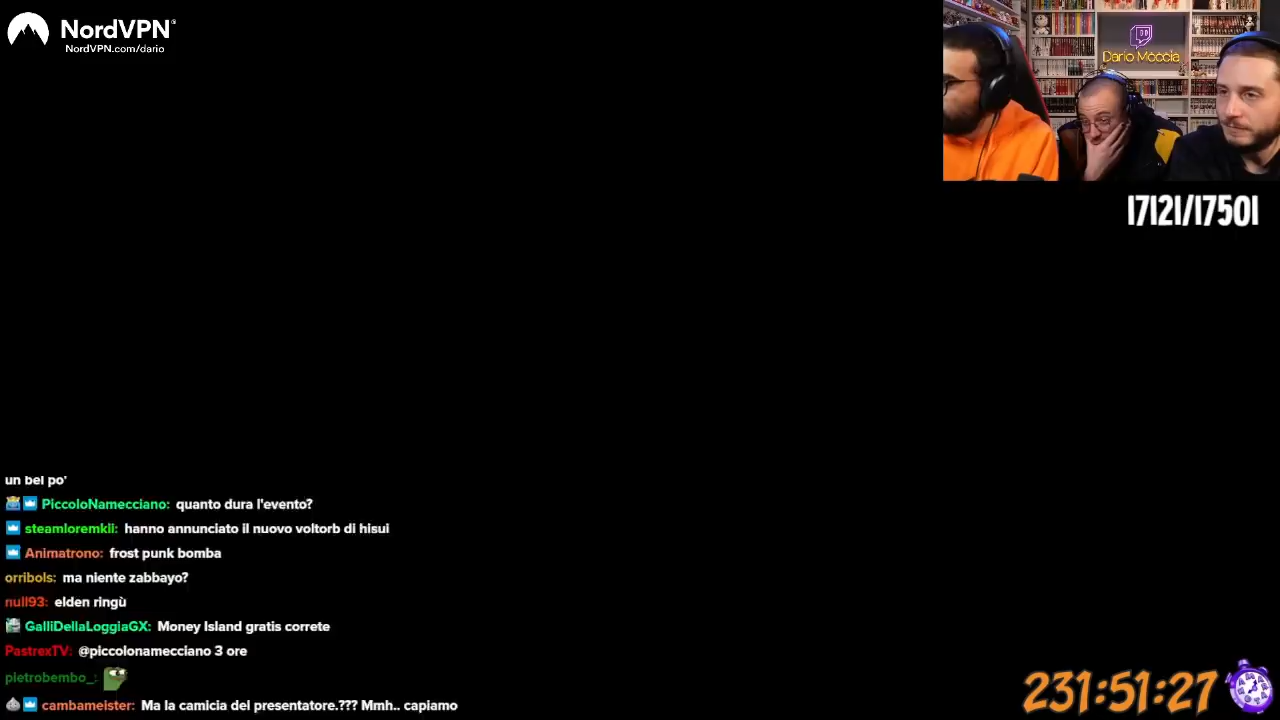 NordVPN®
NordVPN.com/dario
Dario Moccia
17121/17501
un bel po'
PiccoloNamecciano: quanto dura l'evento?
steamloremkII: hanno annunciato il nuovo voltorb di hisui
Animatrono: frost punk bomba
orribols: ma niente zabbayo?
null93: elden ringù
GalliDellaLoggiaGX: Money Island gratis correte
PastrexTV: @piccolonamecciano 3 ore
pietrobembo_:
cambameister: Ma la camicia del presentatore.??? Mmh.. capiamo
231:51:27